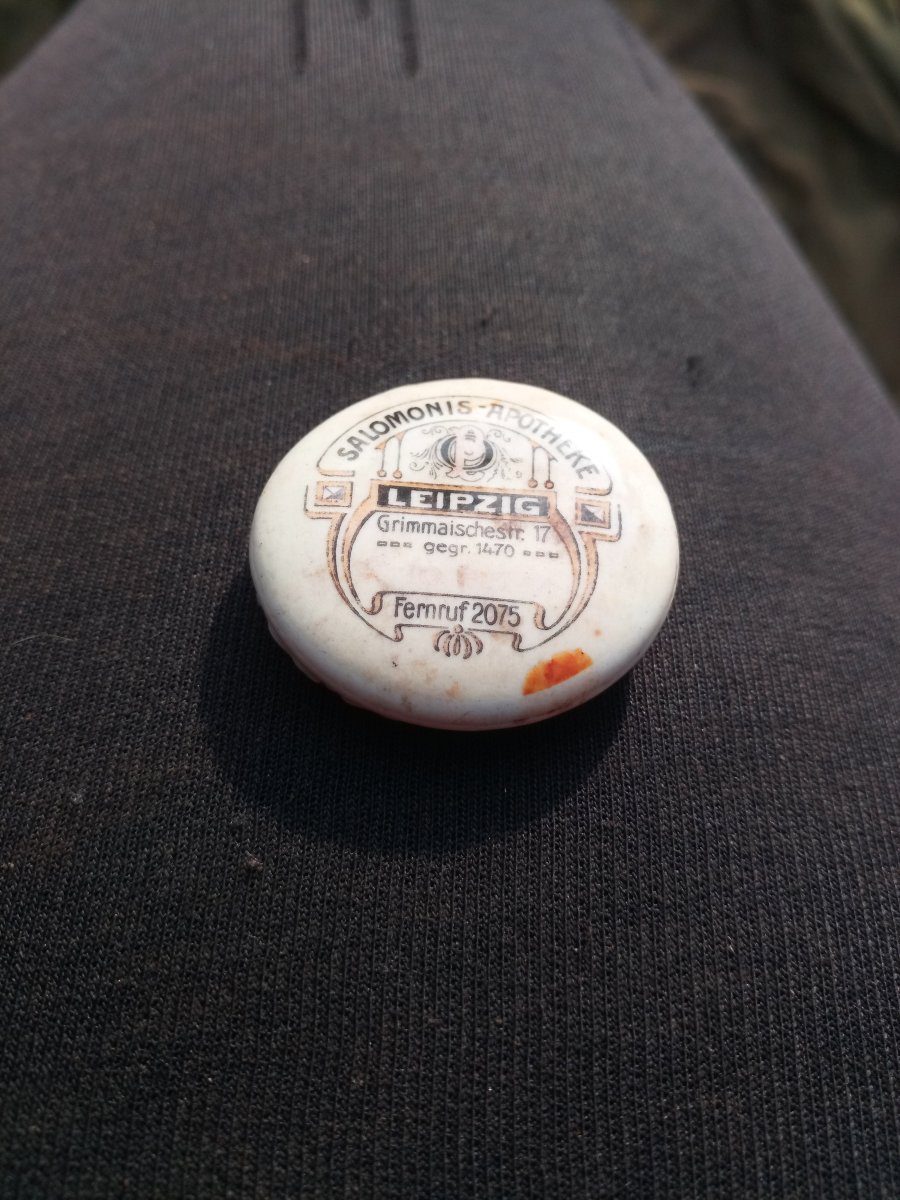 SALOMONIS-APOTHEKE
LEIPZIG
Grimmaischestr. 17
gegr. 1470
Fernruf 2075